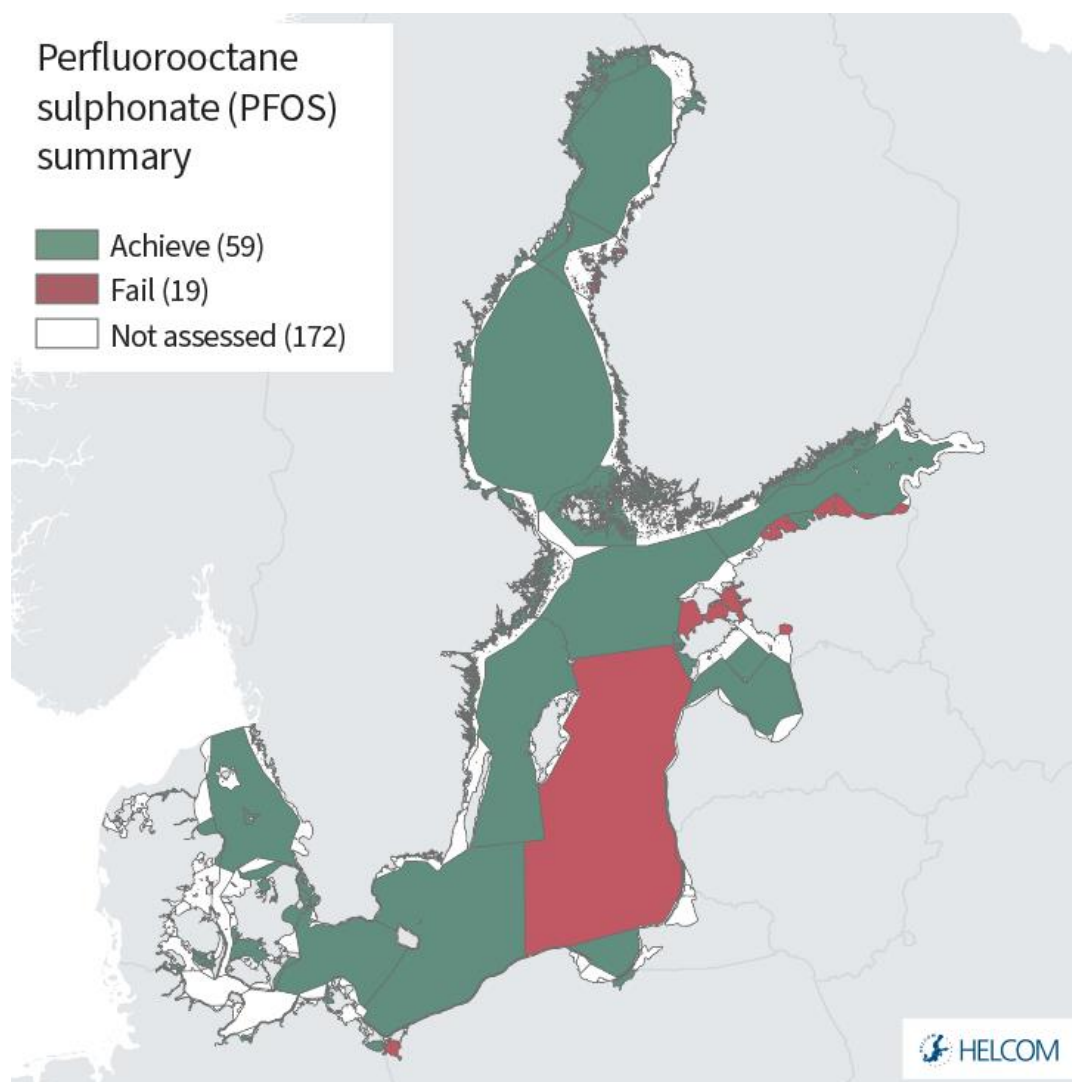 Perfluorooctane
sulphonate (PFOS)
summary
Achieve (59)
Fail (19)
Not assessed (172)
HELCOM